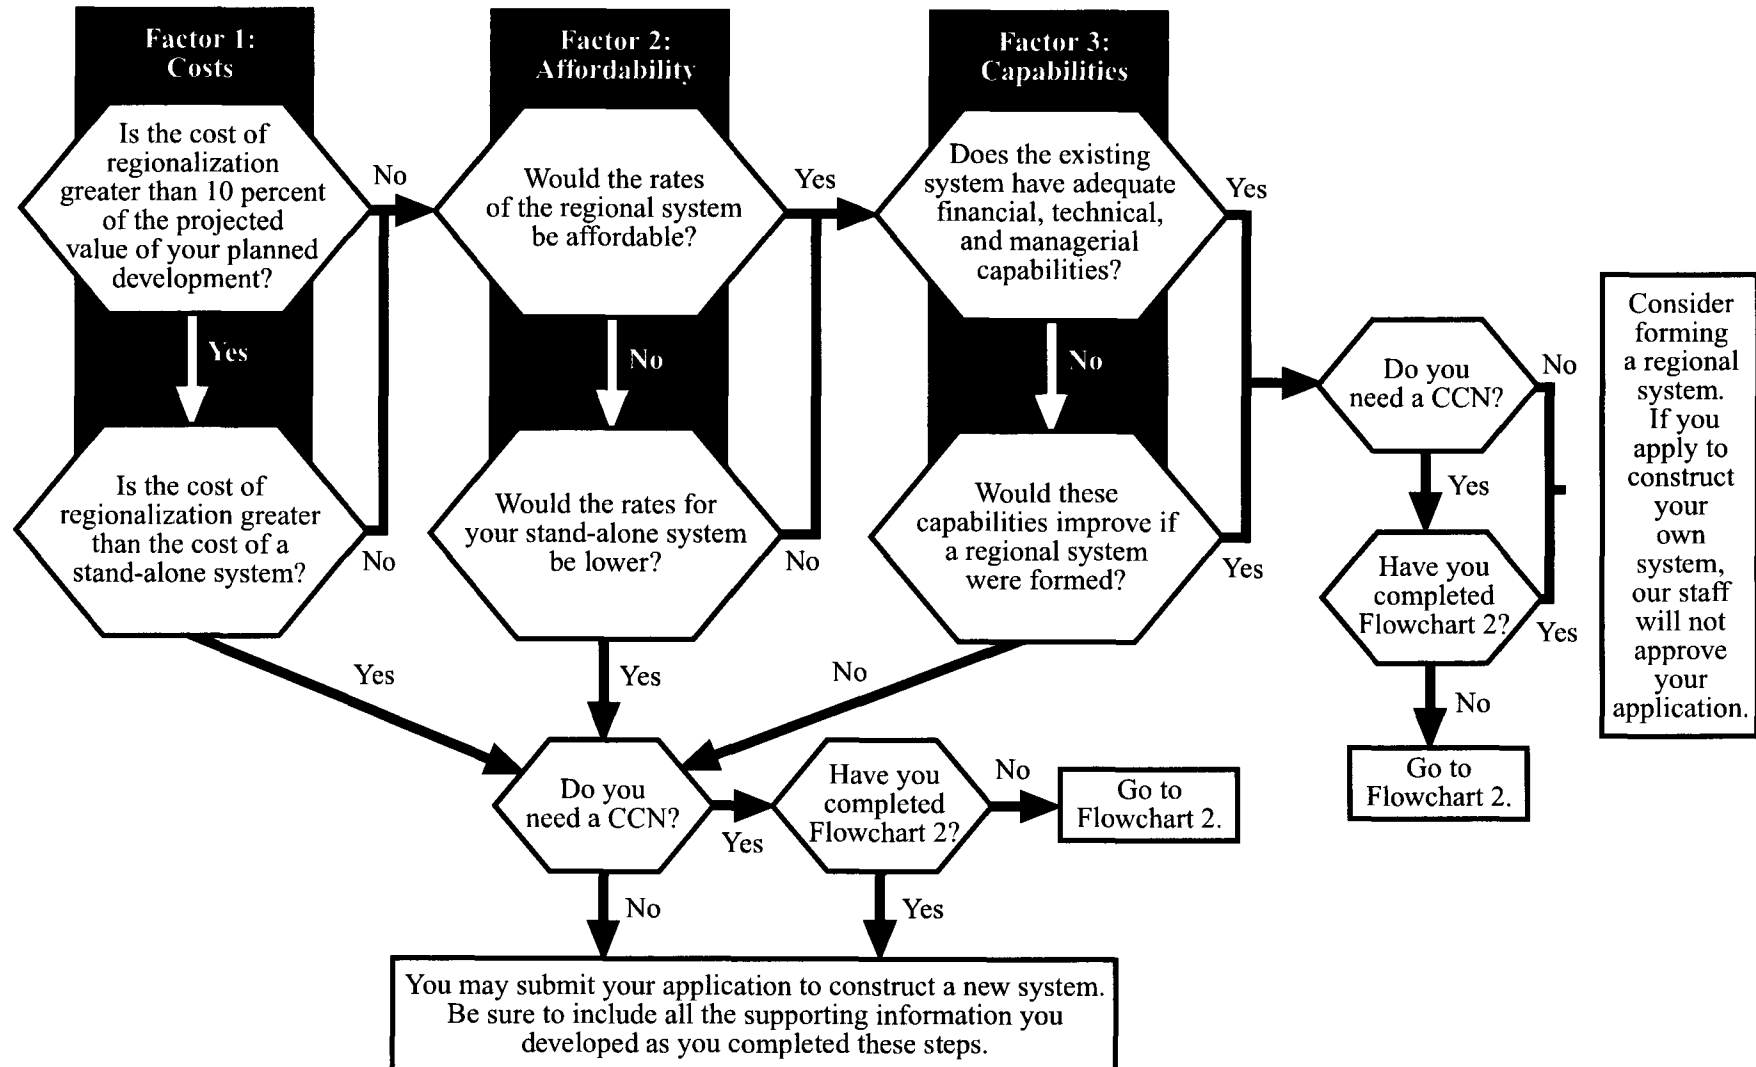 Factor 1:
Costs
Is the cost of
regionalization
greater than 10 percent
of the projected
value of your planned
development?
No
Yes
Is the cost of
regionalization greater
than the cost of a
stand-alone system?
No
Yes
Factor 2:
Affordability
Would the rates
of the regional system
be affordable?
Yes
No
Would the rates for
your stand-alone system
be lower?
No
Yes
Factor 3:
Capabilities
Does the existing
system have adequate
financial, technical,
and managerial
capabilities?
Yes
No
Would these
capabilities improve if
a regional system
were formed?
Yes
No
Do you
need a CCN?
No
Yes
Have you
completed
Flowchart 2?
Yes
No
Go to
Flowchart 2.
Consider
forming
a regional
system.
If you
apply to
construct
your
own
system,
our staff
will not
approve
your
application.
Do you
need a CCN?
Yes
No
Have you
completed
Flowchart 2?
No
Yes
Go to
Flowchart 2.
You may submit your application to construct a new system.
Be sure to include all the supporting information you
developed as you completed these steps.